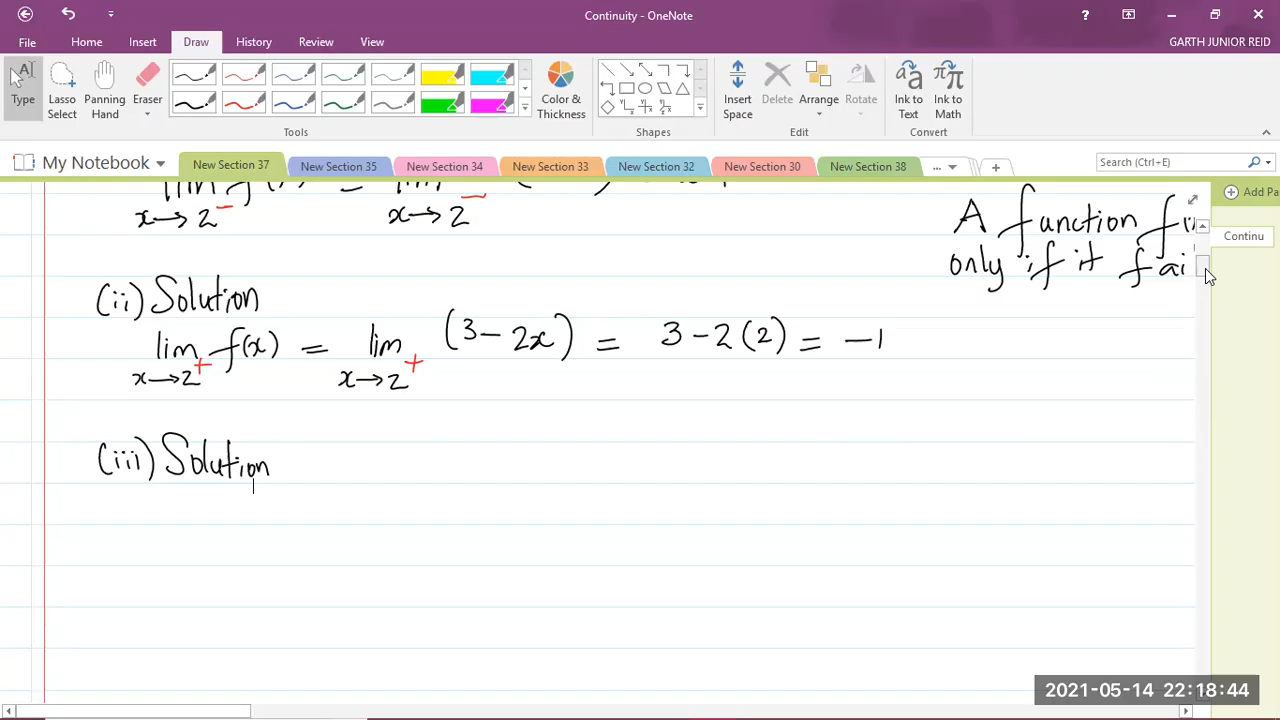 Continuity - OneNote
?
File
Home
Insert
Draw
History
Review
View
GARTH JUNIOR REID
Type
Lasso Select
Panning Hand
Eraser
Color & Thickness
Insert Space
Delete
Arrange
Rotate
Ink to Text
Ink to Math
Tools
Shapes
Edit
Convert
My Notebook
New Section 37
New Section 35
New Section 34
New Section 33
New Section 32
New Section 30
New Section 38
...
Search (Ctrl+E)
Add Pa
Continu
x→2⁻ x→2⁻
A function f
only if it fai
(ii) Solution
lim f(x) = lim (3 - 2x) = 3 - 2(2) = -1
x→2⁺ x→2⁺
(iii) Solution
2021-05-14 22:18:44